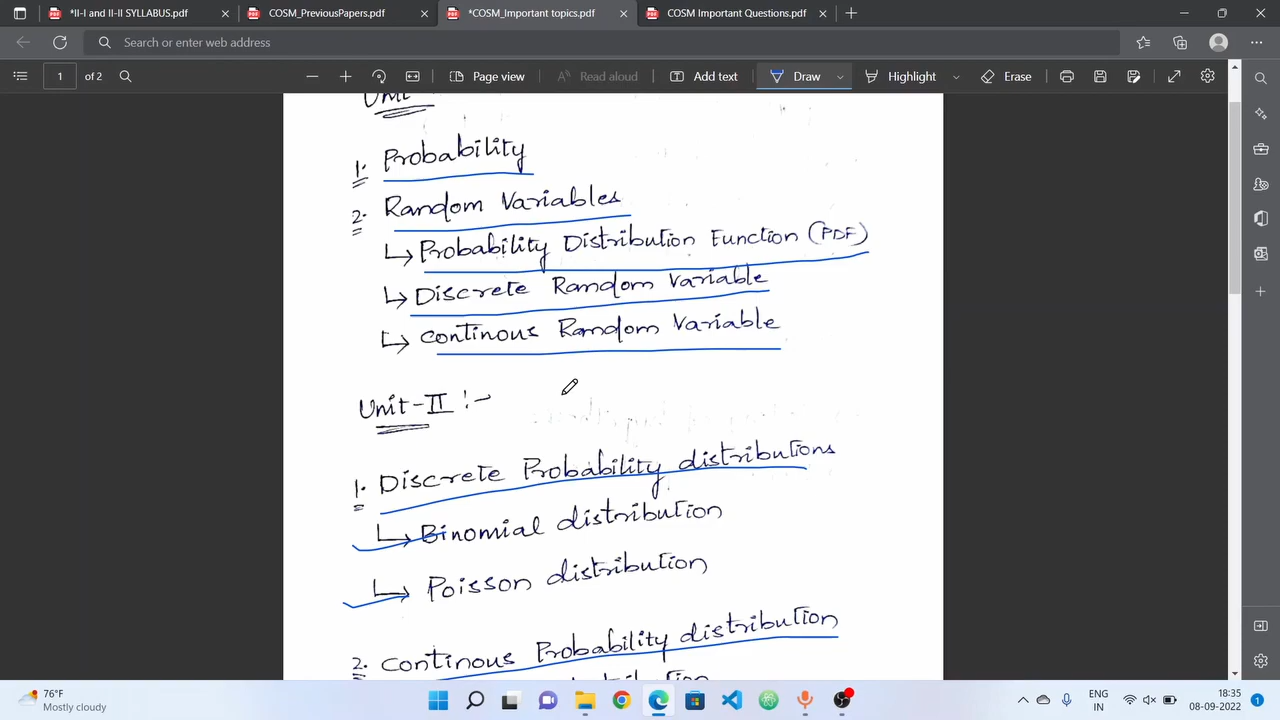 *II-I and II-II SYLLABUS.pdf
COSM_PreviousPapers.pdf
*COSM_Important topics.pdf
COSM Important Questions.pdf
Search or enter web address
1 of 2
Page view
Read aloud
Add text
Draw
Highlight
Erase
1. Probability
2. Random Variables
↳ Probability Distribution Function (PDF)
↳ Discrete Random Variable
↳ continous Random Variable
Unit-II :-
1. Discrete Probability distributions
↳ Binomial distribution
↳ Poisson distribution
2. Continous Probability distribution
76°F
Mostly cloudy
ENG
IN
18:35
08-09-2022
1